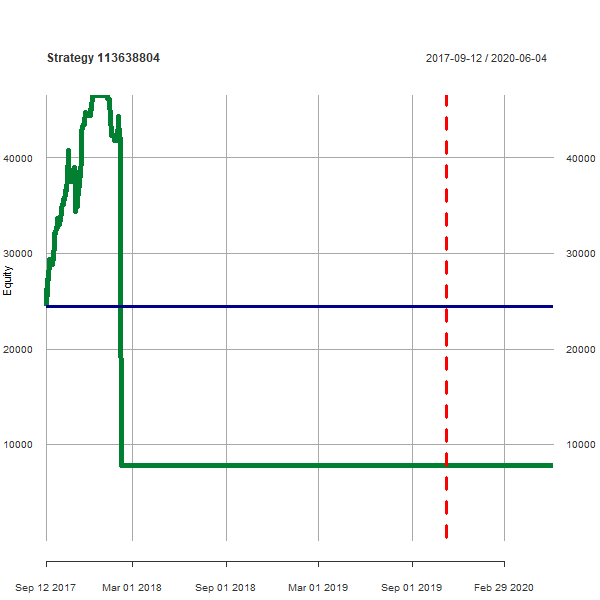 Strategy 113638804
2017-09-12 / 2020-06-04
40000
40000
30000
30000
Equity
20000
20000
10000
10000
Sep 12 2017
Mar 01 2018
Sep 01 2018
Mar 01 2019
Sep 01 2019
Feb 29 2020